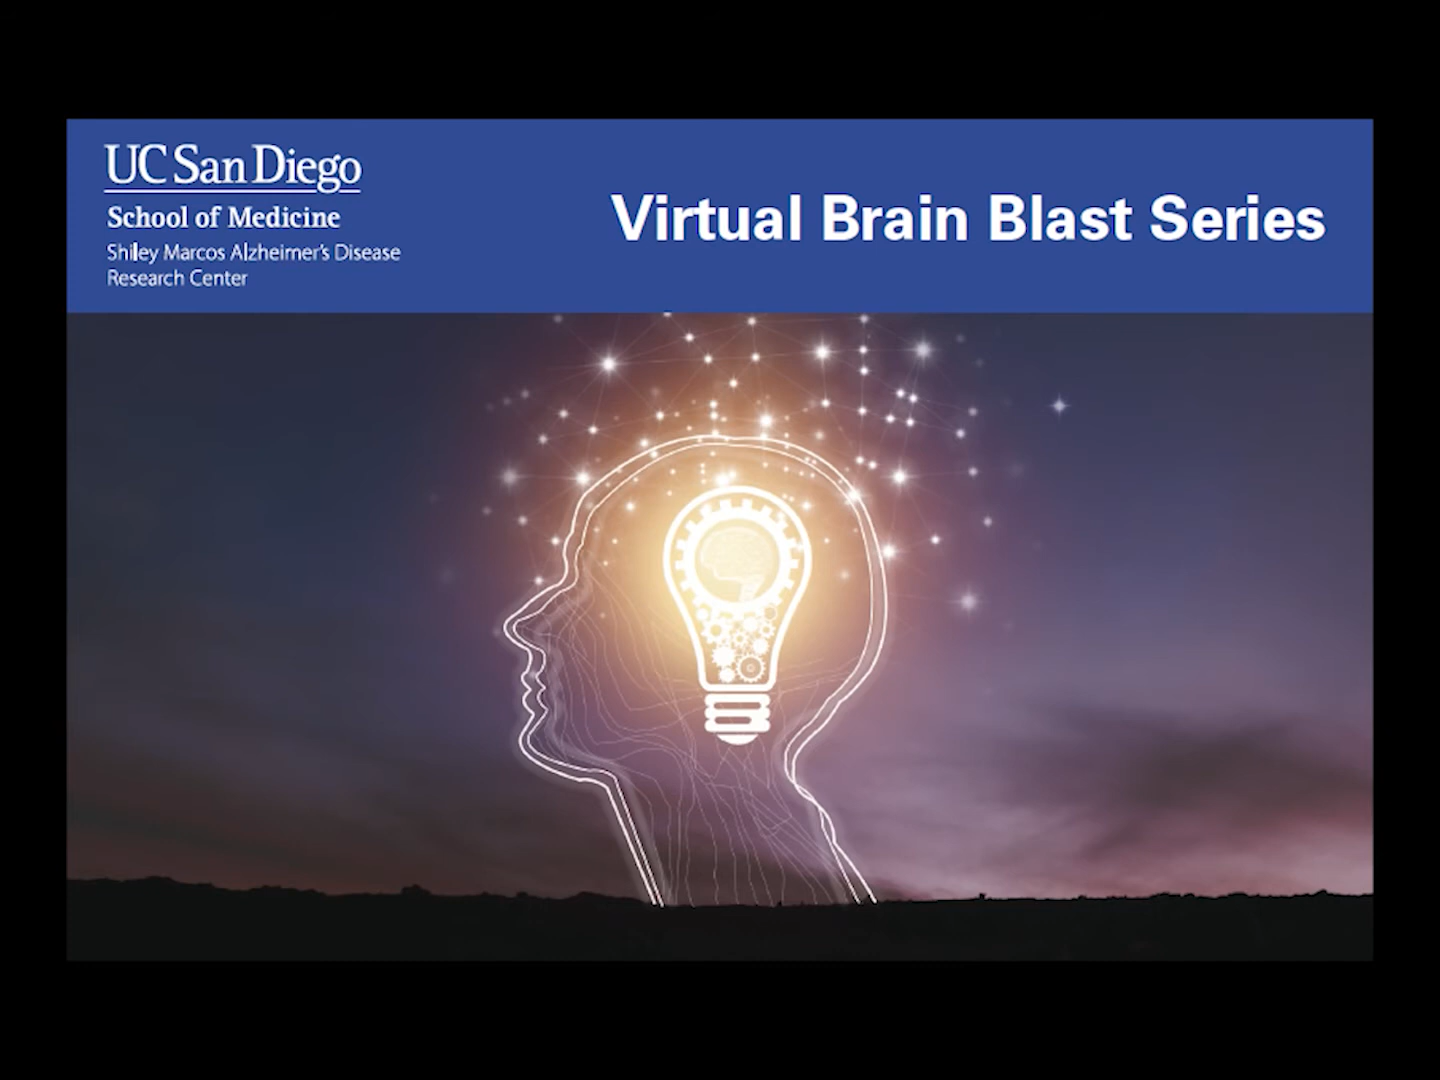 UC San Diego
School of Medicine
Shiley Marcos Alzheimer's Disease
Research Center
Virtual Brain Blast Series